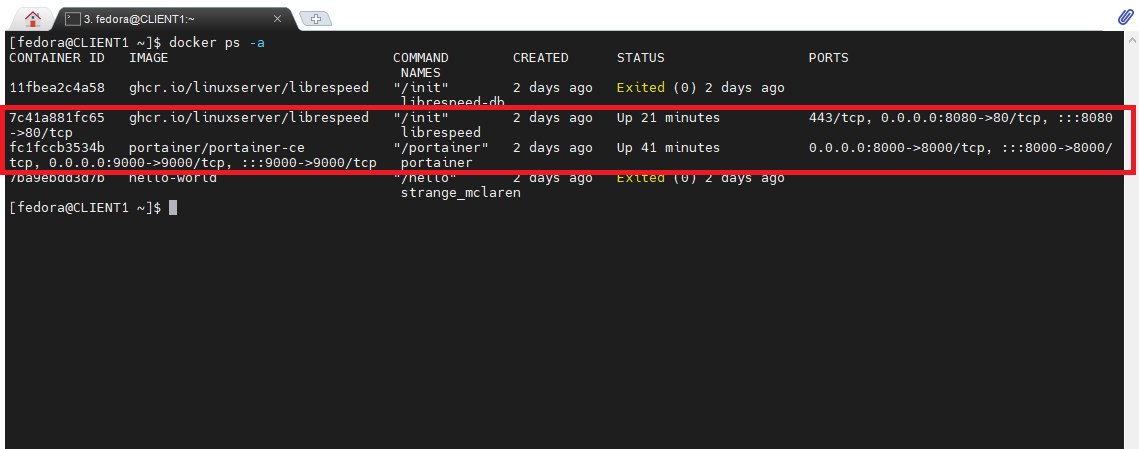 3. fedora@CLIENT1:~
[fedora@CLIENT1 ~]$ docker ps -a
CONTAINER ID   IMAGE                            COMMAND        CREATED      STATUS                  PORTS
                                                 NAMES
11fbea2c4a58   ghcr.io/linuxserver/librespeed   "/init"        2 days ago   Exited (0) 2 days ago
                                                 librespeed-db
7c41a881fc65   ghcr.io/linuxserver/librespeed   "/init"        2 days ago   Up 21 minutes           443/tcp, 0.0.0.0:8080->80/tcp, :::8080
->80/tcp                                         librespeed
fc1fccb3534b   portainer/portainer-ce           "/portainer"   2 days ago   Up 41 minutes           0.0.0.0:8000->8000/tcp, :::8000->8000/
tcp, 0.0.0.0:9000->9000/tcp, :::9000->9000/tcp   portainer
7ba9ebdd3d7b   hello-world                      "/hello"       2 days ago   Exited (0) 2 days ago
                                                 strange_mclaren
[fedora@CLIENT1 ~]$